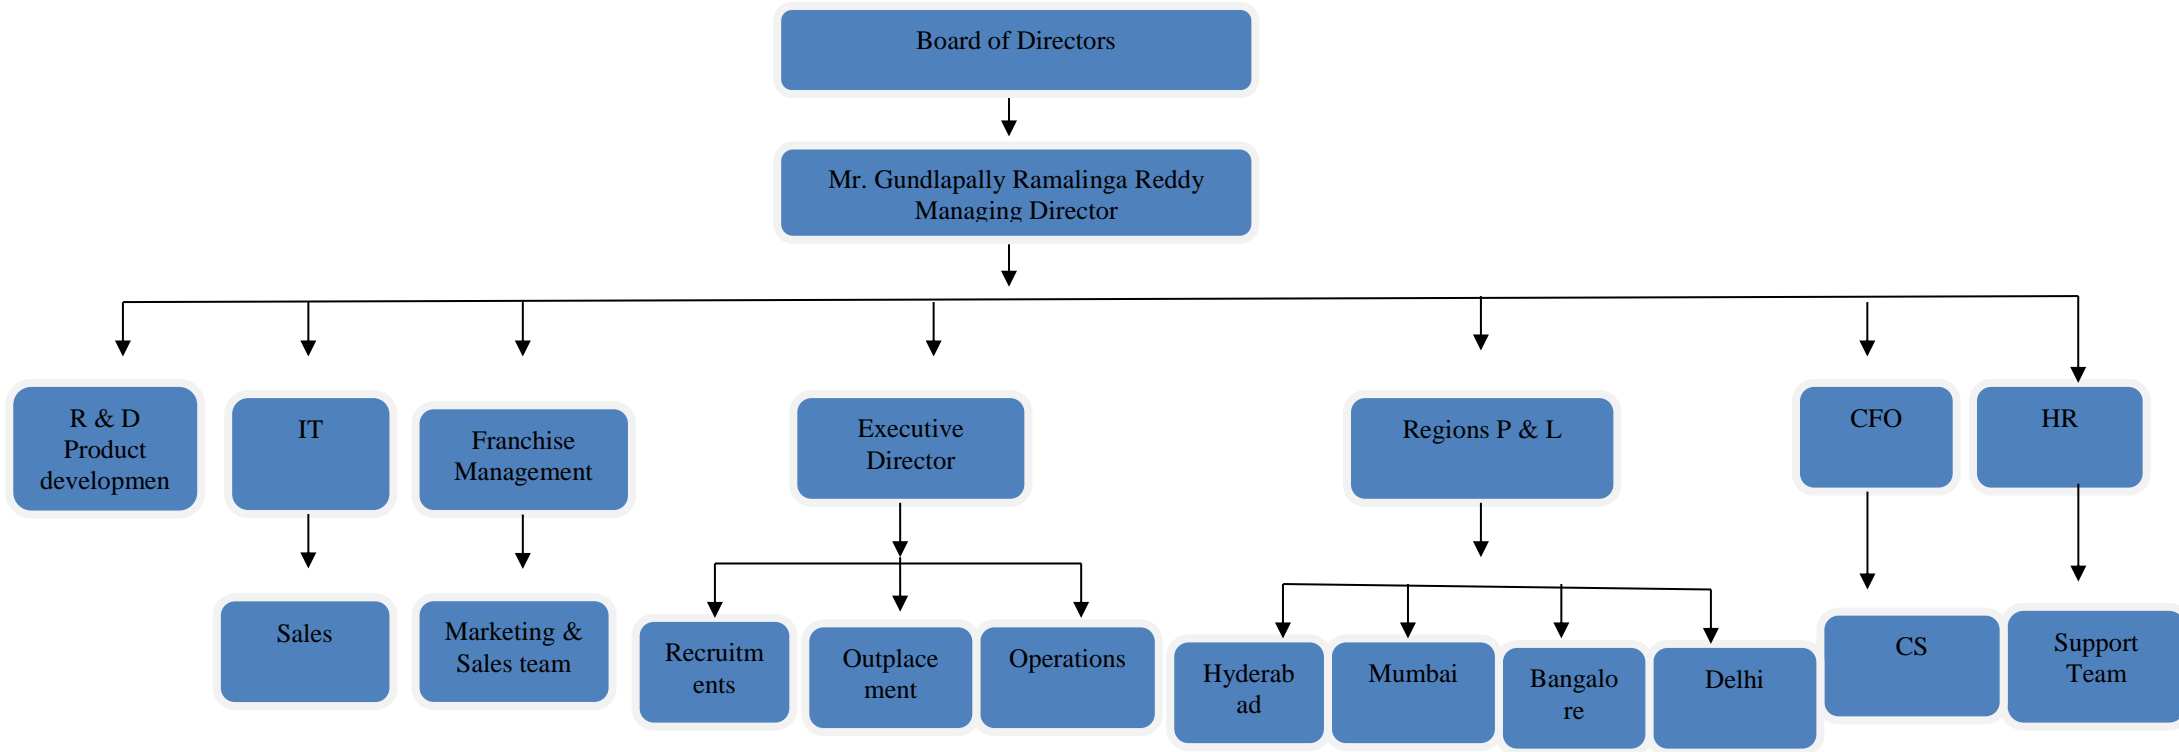 Board of Directors
Mr. Gundlapally Ramalinga Reddy
Managing Director
R & D
Product
developmen
IT
Franchise
Management
Executive
Director
Regions P & L
CFO
HR
Sales
Marketing &
Sales team
Recruitm
ents
Outplace
ment
Operations
Hyderab
ad
Mumbai
Bangalo
re
Delhi
CS
Support
Team